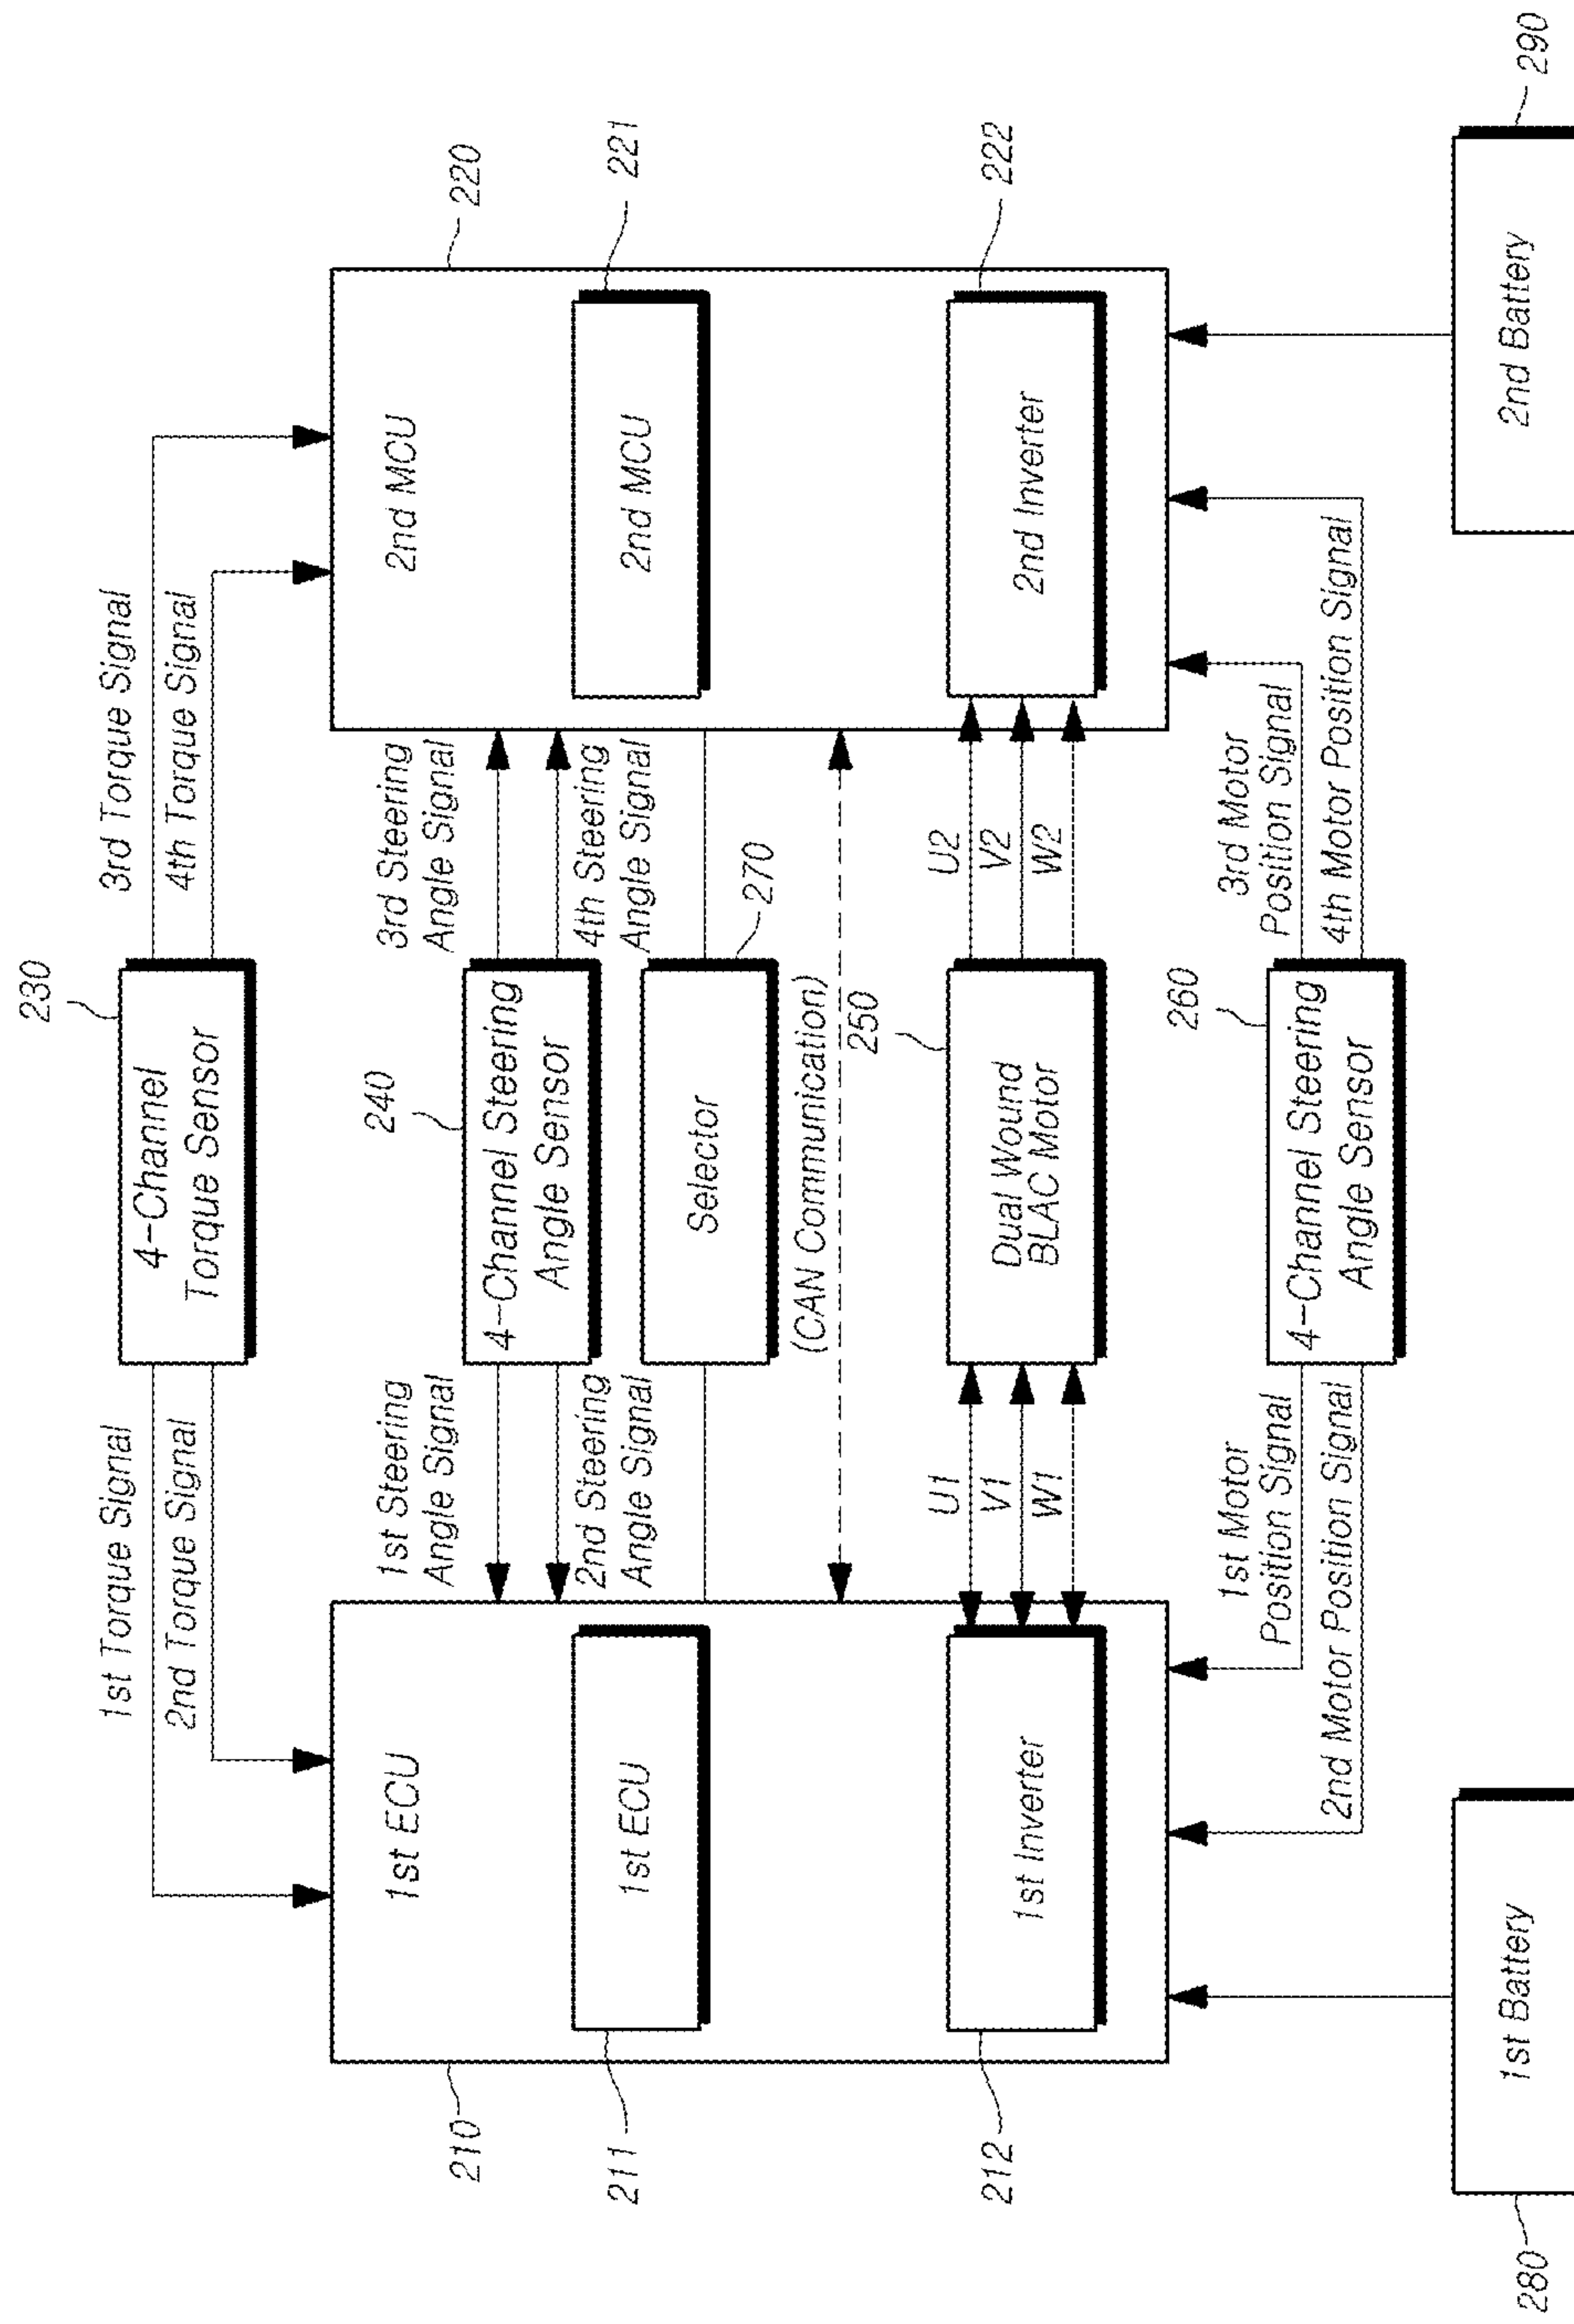 230
4-Channel
Torque Sensor
1st Torque Signal
2nd Torque Signal
3rd Torque Signal
4th Torque Signal
210
1st ECU
220
2nd MCU
240
4-Channel Steering
Angle Sensor
1st Steering
Angle Signal
2nd Steering
Angle Signal
3rd Steering
Angle Signal
4th Steering
Angle Signal
211
1st ECU
221
2nd MCU
Selector
270
(CAN Communication)
250
Dual Wound
BLAC Motor
U1
V1
W1
U2
V2
W2
212
1st Inverter
222
2nd Inverter
260
4-Channel Steering
Angle Sensor
1st Motor
Position Signal
2nd Motor Position Signal
3rd Motor
Position Signal
4th Motor Position Signal
280
1st Battery
290
2nd Battery